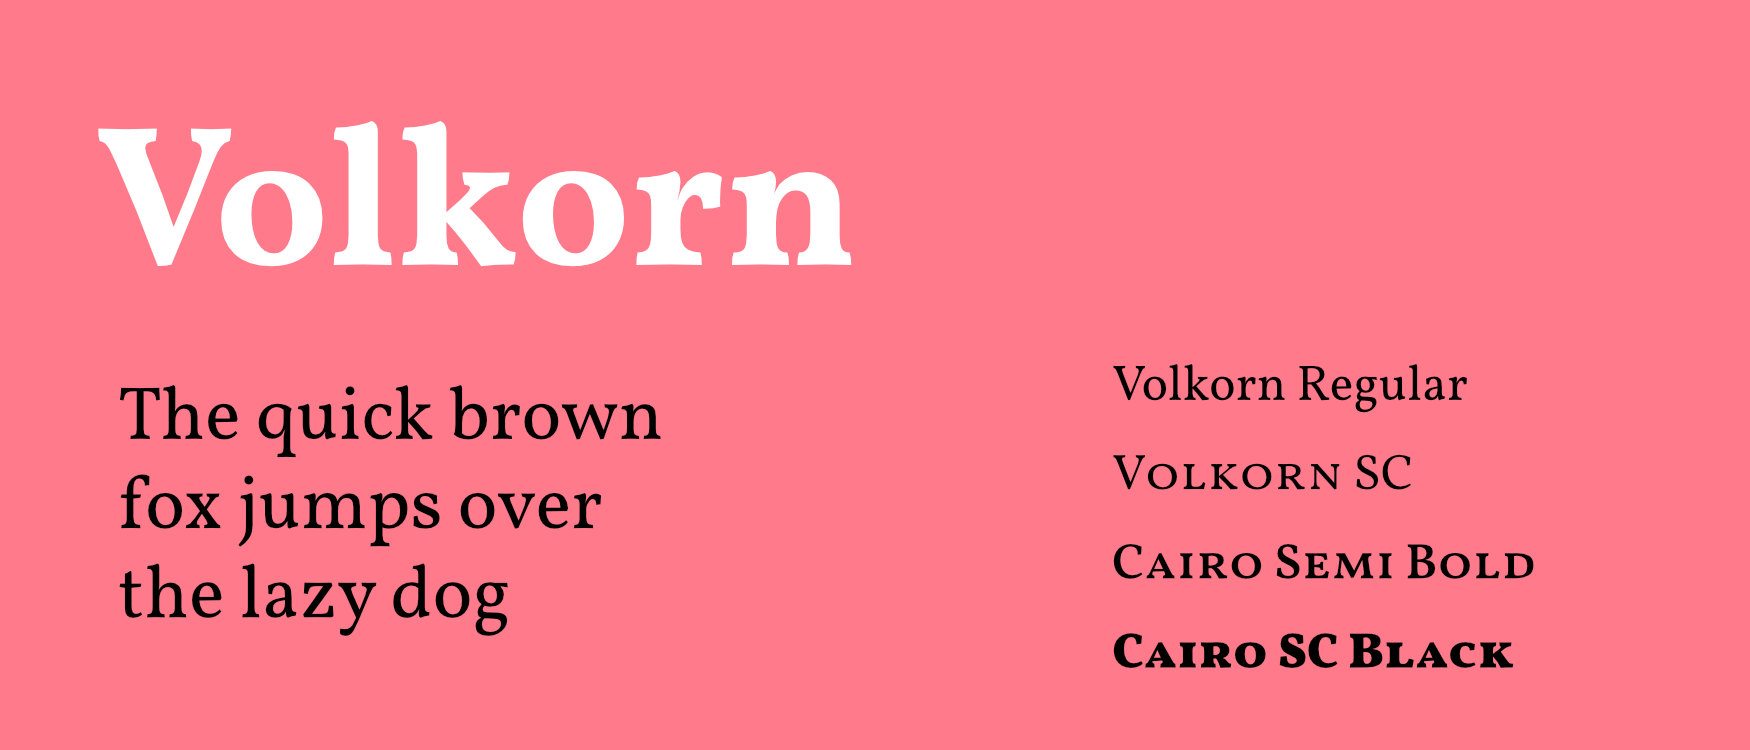 Volkorn
The quick brown
fox jumps over
the lazy dog
Volkorn Regular
Volkorn SC
Cairo Semi Bold
Cairo SC Black